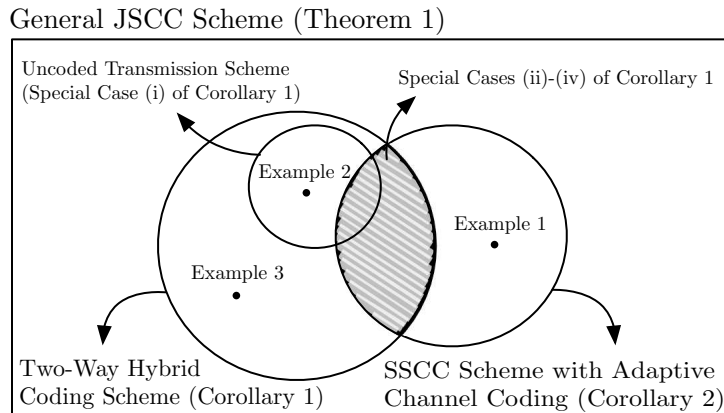 General JSCC Scheme (Theorem 1)
Uncoded Transmission Scheme
(Special Case (i) of Corollary 1)
Special Cases (ii)-(iv) of Corollary 1
Example 2
Example 1
Example 3
Two-Way Hybrid
Coding Scheme (Corollary 1)
SSCC Scheme with Adaptive
Channel Coding (Corollary 2)